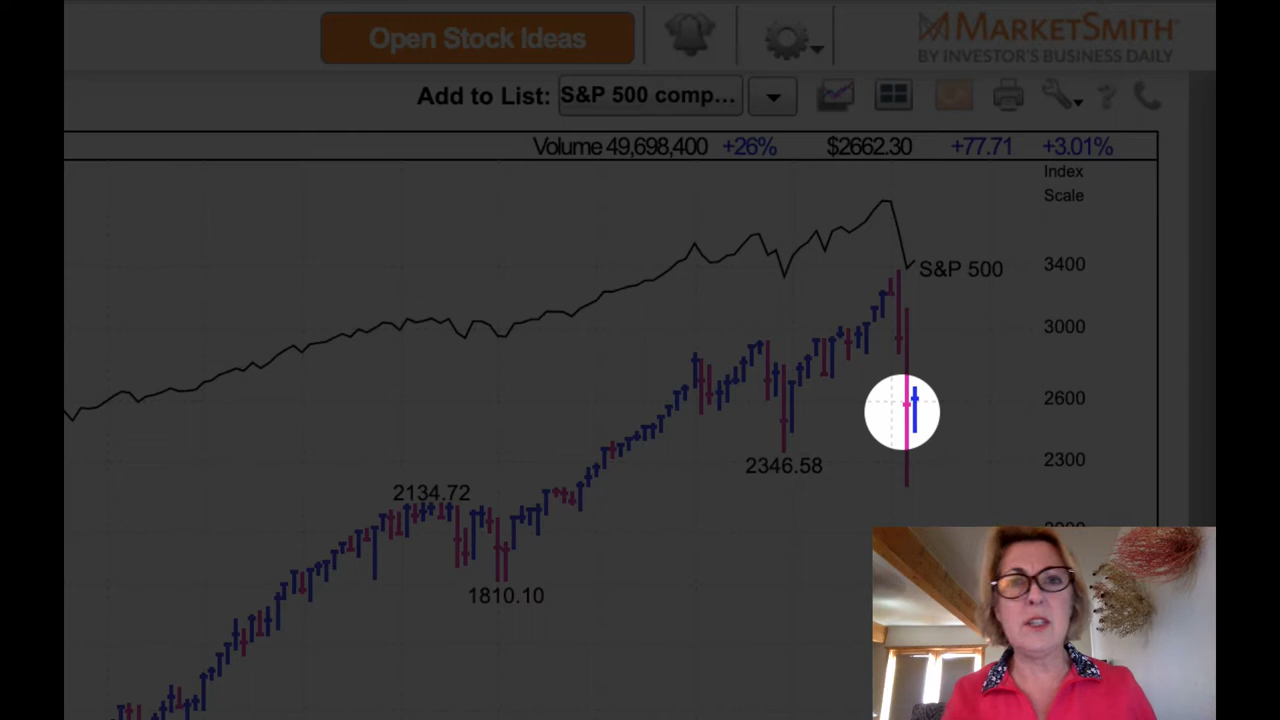 Open Stock Ideas
MARKETSMITH
BY INVESTOR'S BUSINESS DAILY
Add to List: S&P 500 comp...
?
Volume 49,698,400 +26% $2662.30 +77.71 +3.01%
Index
Scale
3400
S&P 500
3000
2600
2300
2346.58
2134.72
1810.10